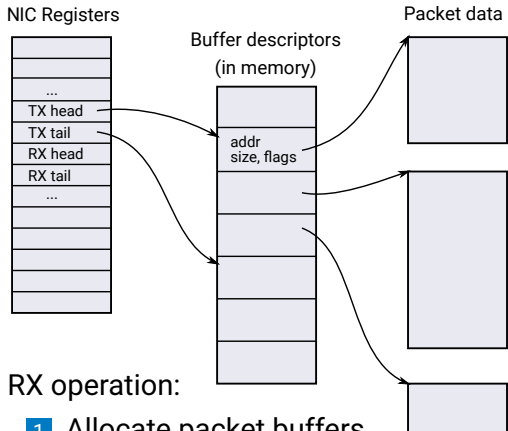 NIC Registers
Packet data
Buffer descriptors
(in memory)
...
TX head
TX tail
RX head
RX tail
...
addr
size, flags
RX operation:
1 Allocate packet buffers